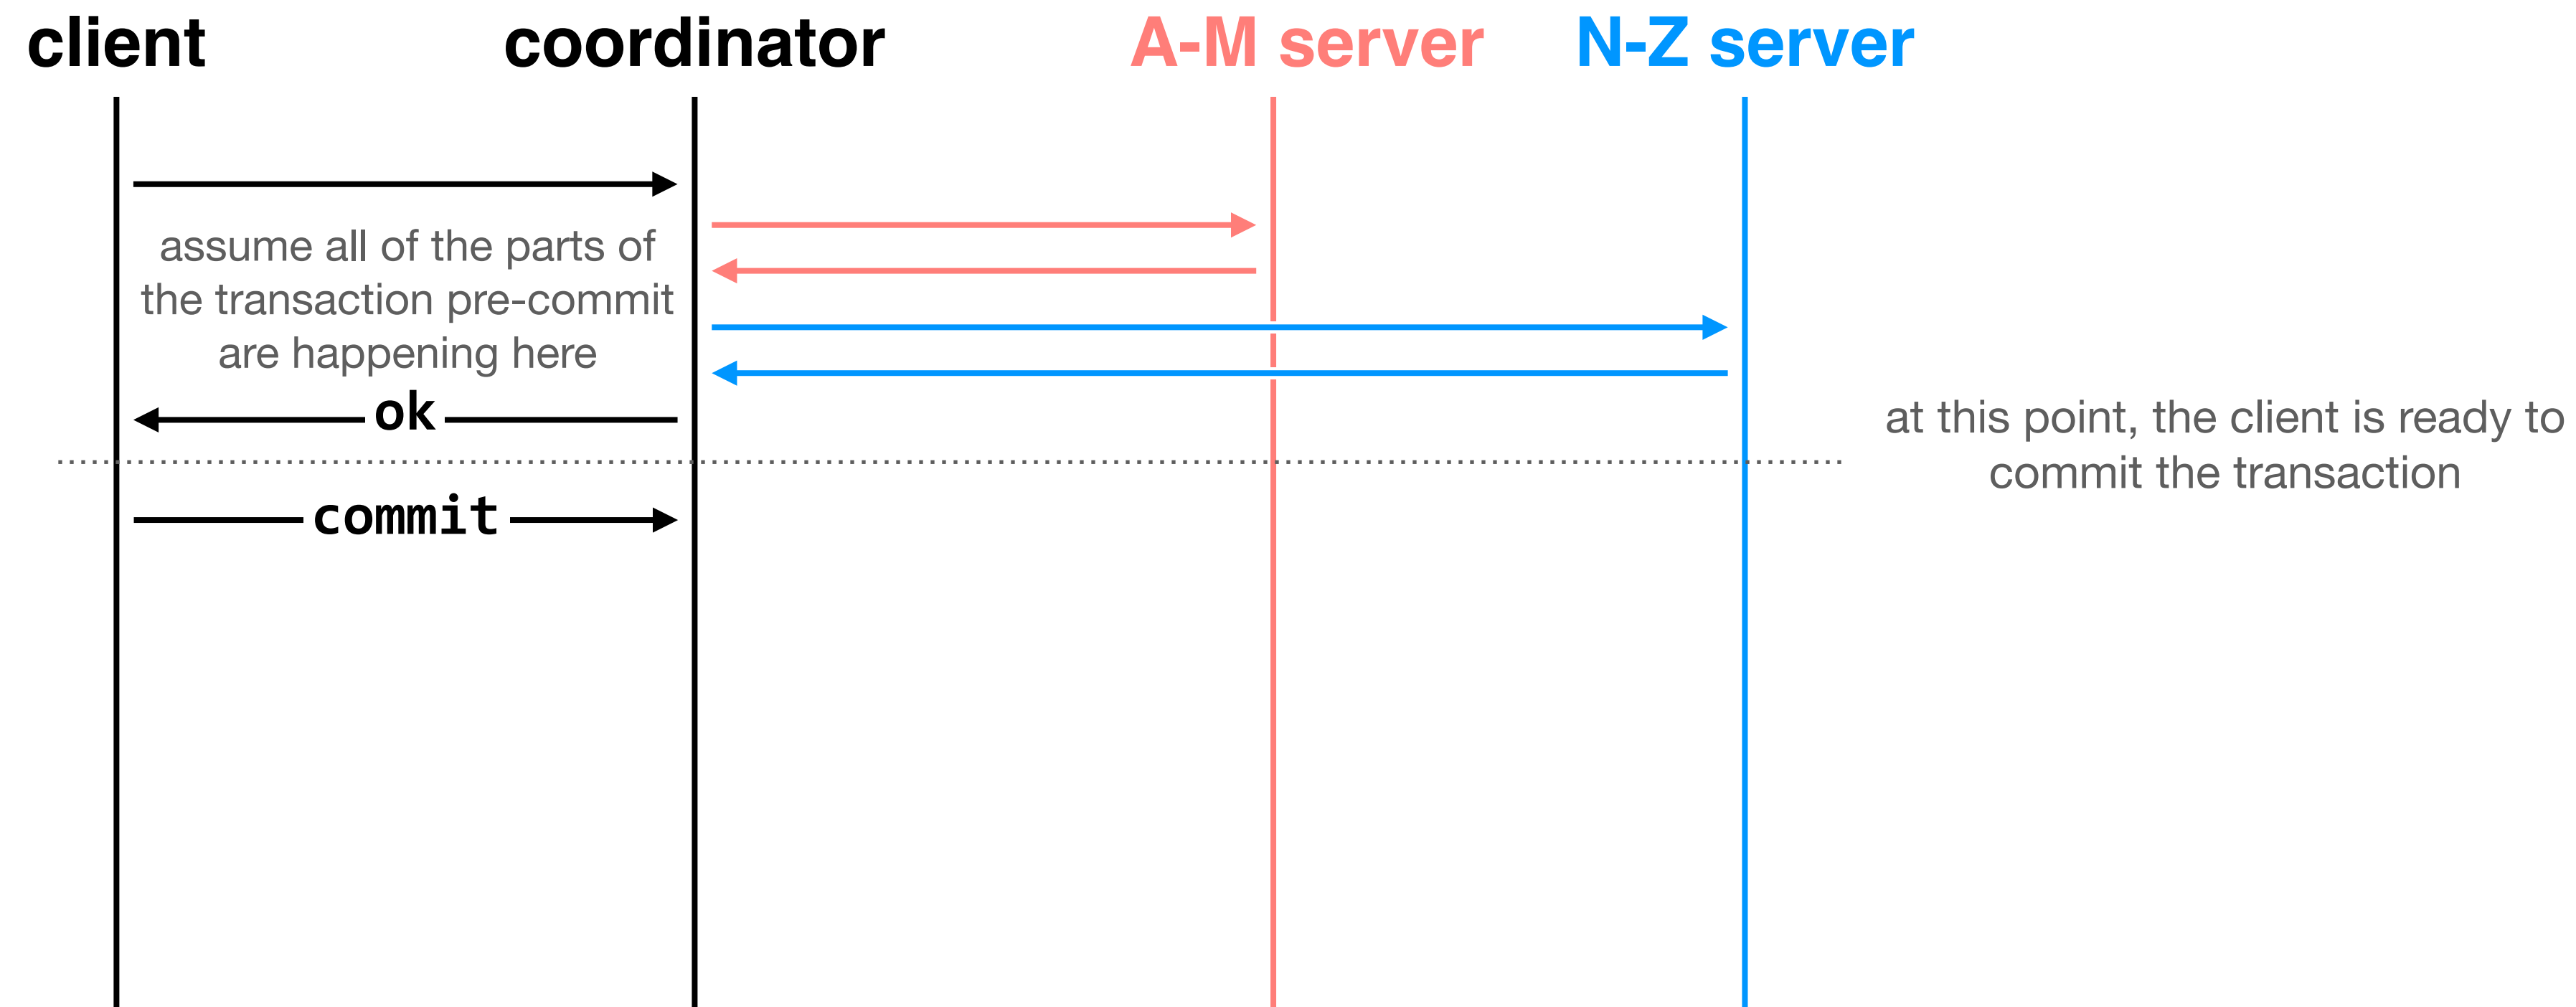 client
coordinator
A-M server
N-Z server
assume all of the parts of
the transaction pre-commit
are happening here
ok
at this point, the client is ready to
commit the transaction
commit